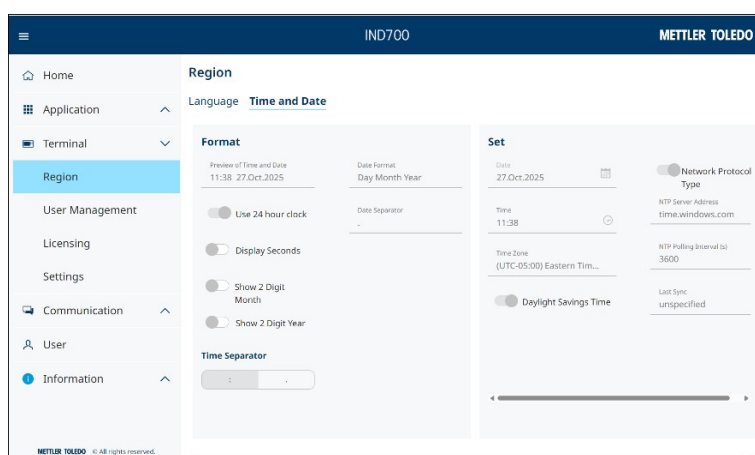 IND700
METTLER TOLEDO
Home
Application
Terminal
Region
User Management
Licensing
Settings
Communication
User
Information
METTLER TOLEDO © All rights reserved.
Region
Language Time and Date
Format
Preview of Time and Date
11:38 27.Oct.2025
Date Format
Day Month Year
Use 24 hour clock
Date Separator
.
Display Seconds
Show 2 Digit
Month
Show 2 Digit Year
Time Separator
: .
Set
Date
27.Oct.2025
Time
11:38
Time Zone
(UTC-05:00) Eastern Tim...
Daylight Savings Time
Network Protocol
Type
NTP Server Address
time.windows.com
NTP Polling Interval (s)
3600
Last Sync
unspecified